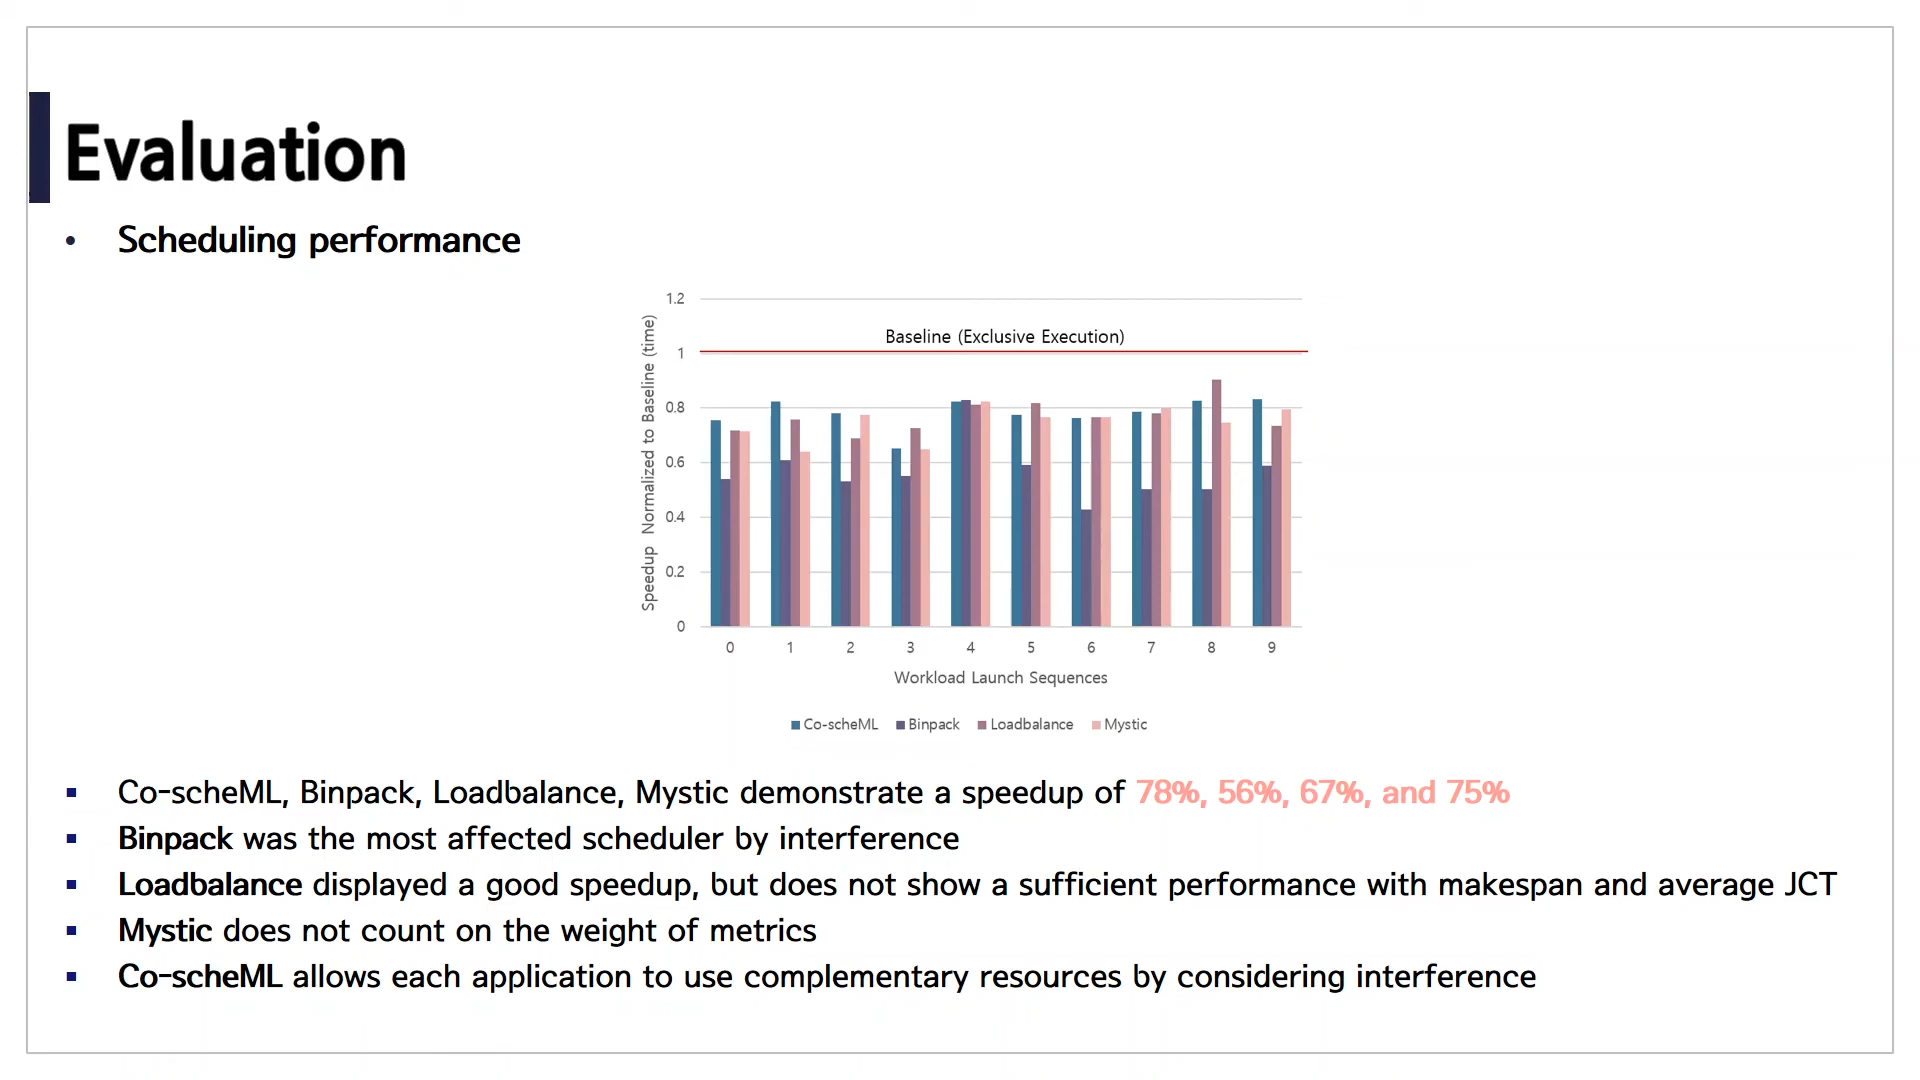 Evaluation
• Scheduling performance
1.2
Baseline (Exclusive Execution)
1
0.8
0.6
0.4
0.2
0
Speedup Normalized to Baseline (time)
0 1 2 3 4 5 6 7 8 9
Workload Launch Sequences
Co-scheML Binpack Loadbalance Mystic
▪ Co-scheML, Binpack, Loadbalance, Mystic demonstrate a speedup of 78%, 56%, 67%, and 75%
▪ Binpack was the most affected scheduler by interference
▪ Loadbalance displayed a good speedup, but does not show a sufficient performance with makespan and average JCT
▪ Mystic does not count on the weight of metrics
▪ Co-scheML allows each application to use complementary resources by considering interference